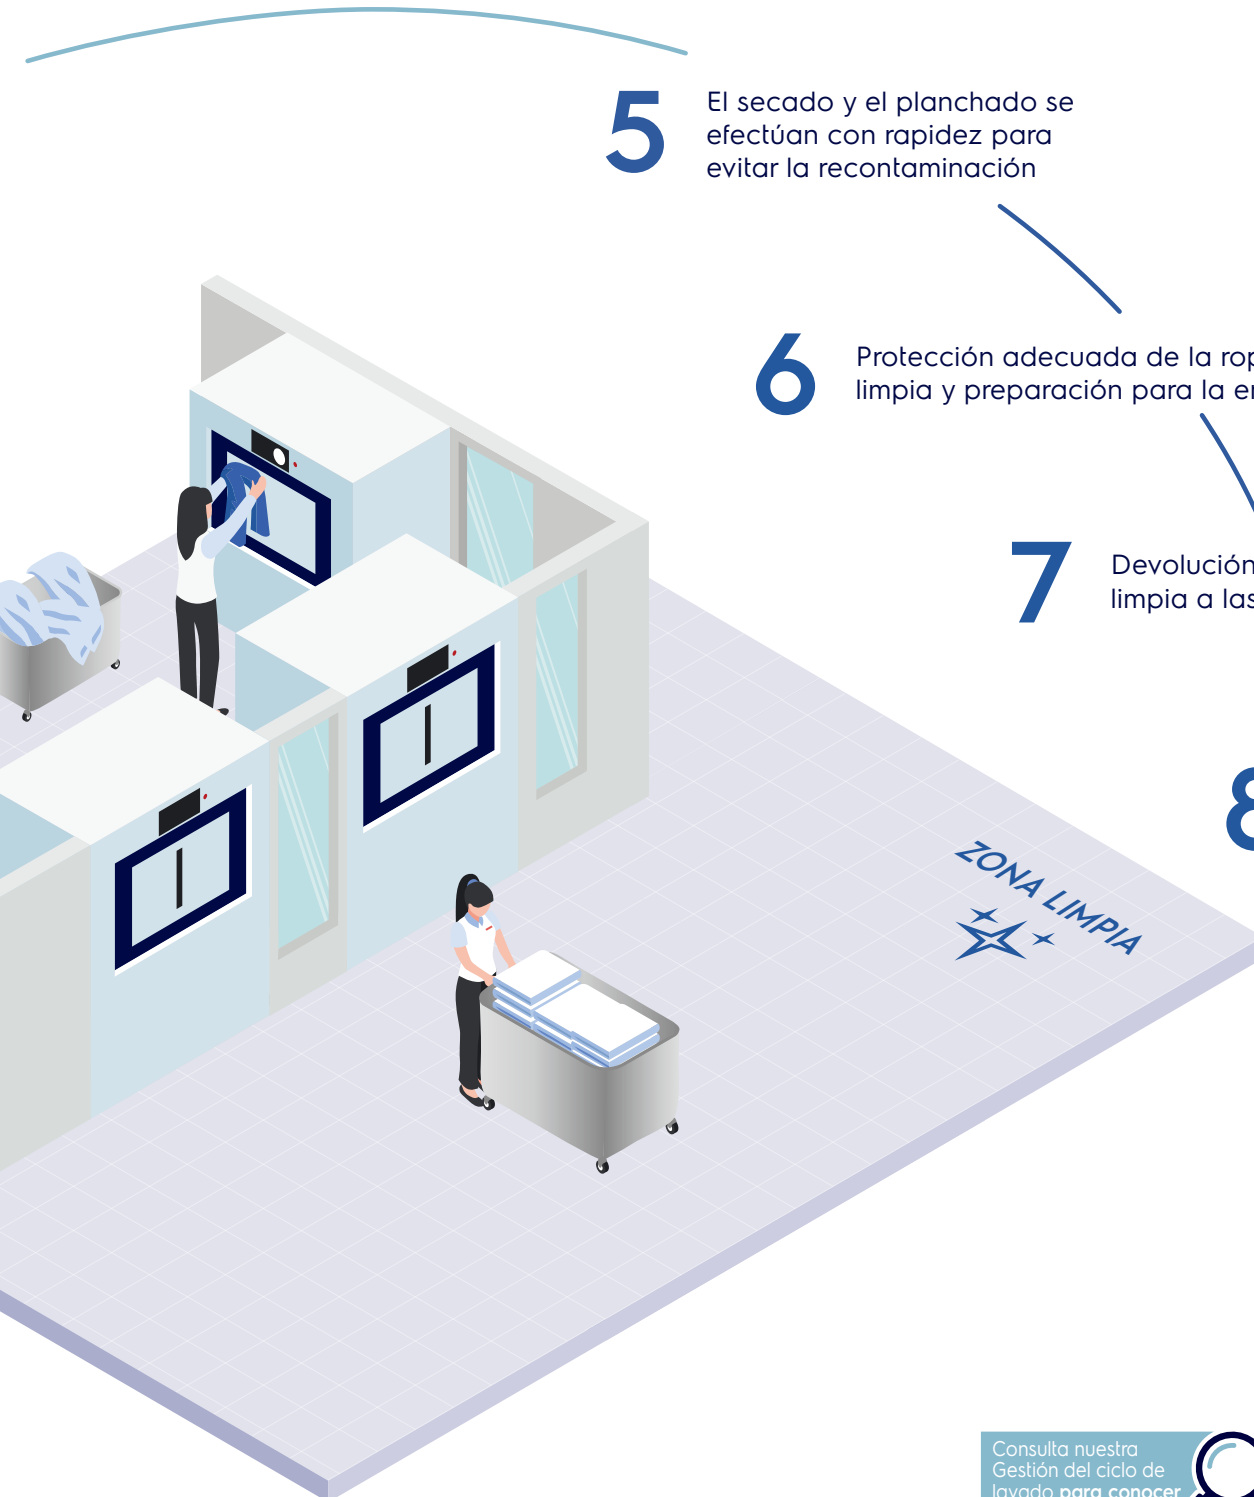 5
El secado y el planchado se
efectúan con rapidez para
evitar la recontaminación
6
Protección adecuada de la
limpia y preparación para la
7
Devolución
limpia a las
8
ZONA LIMPIA
Consulta nuestra
Gestión del ciclo de
lavado para conocer